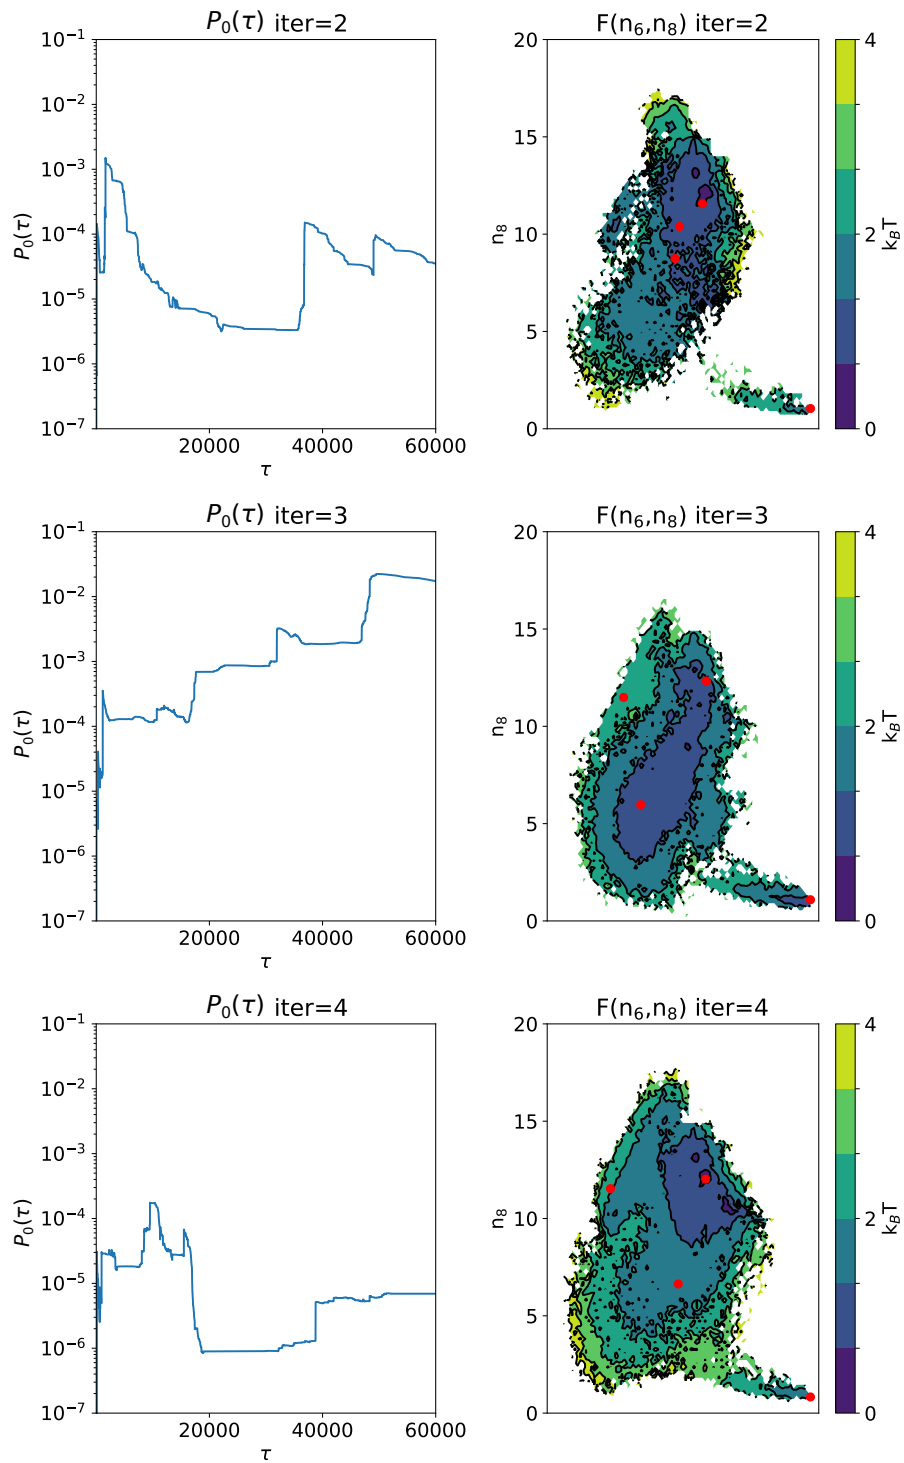 P₀(τ) iter=2
F(n₆,n₈) iter=2
10⁻¹
10⁻²
10⁻³
10⁻⁴
10⁻⁵
10⁻⁶
10⁻⁷
P₀(τ)
20000 40000 60000
τ
20
15
10
5
0
n₈
4
2
0
k_BT
P₀(τ) iter=3
F(n₆,n₈) iter=3
10⁻¹
10⁻²
10⁻³
10⁻⁴
10⁻⁵
10⁻⁶
10⁻⁷
P₀(τ)
20000 40000 60000
τ
20
15
10
5
0
n₈
4
2
0
k_BT
P₀(τ) iter=4
F(n₆,n₈) iter=4
10⁻¹
10⁻²
10⁻³
10⁻⁴
10⁻⁵
10⁻⁶
10⁻⁷
P₀(τ)
20000 40000 60000
τ
20
15
10
5
0
n₈
4
2
0
k_BT